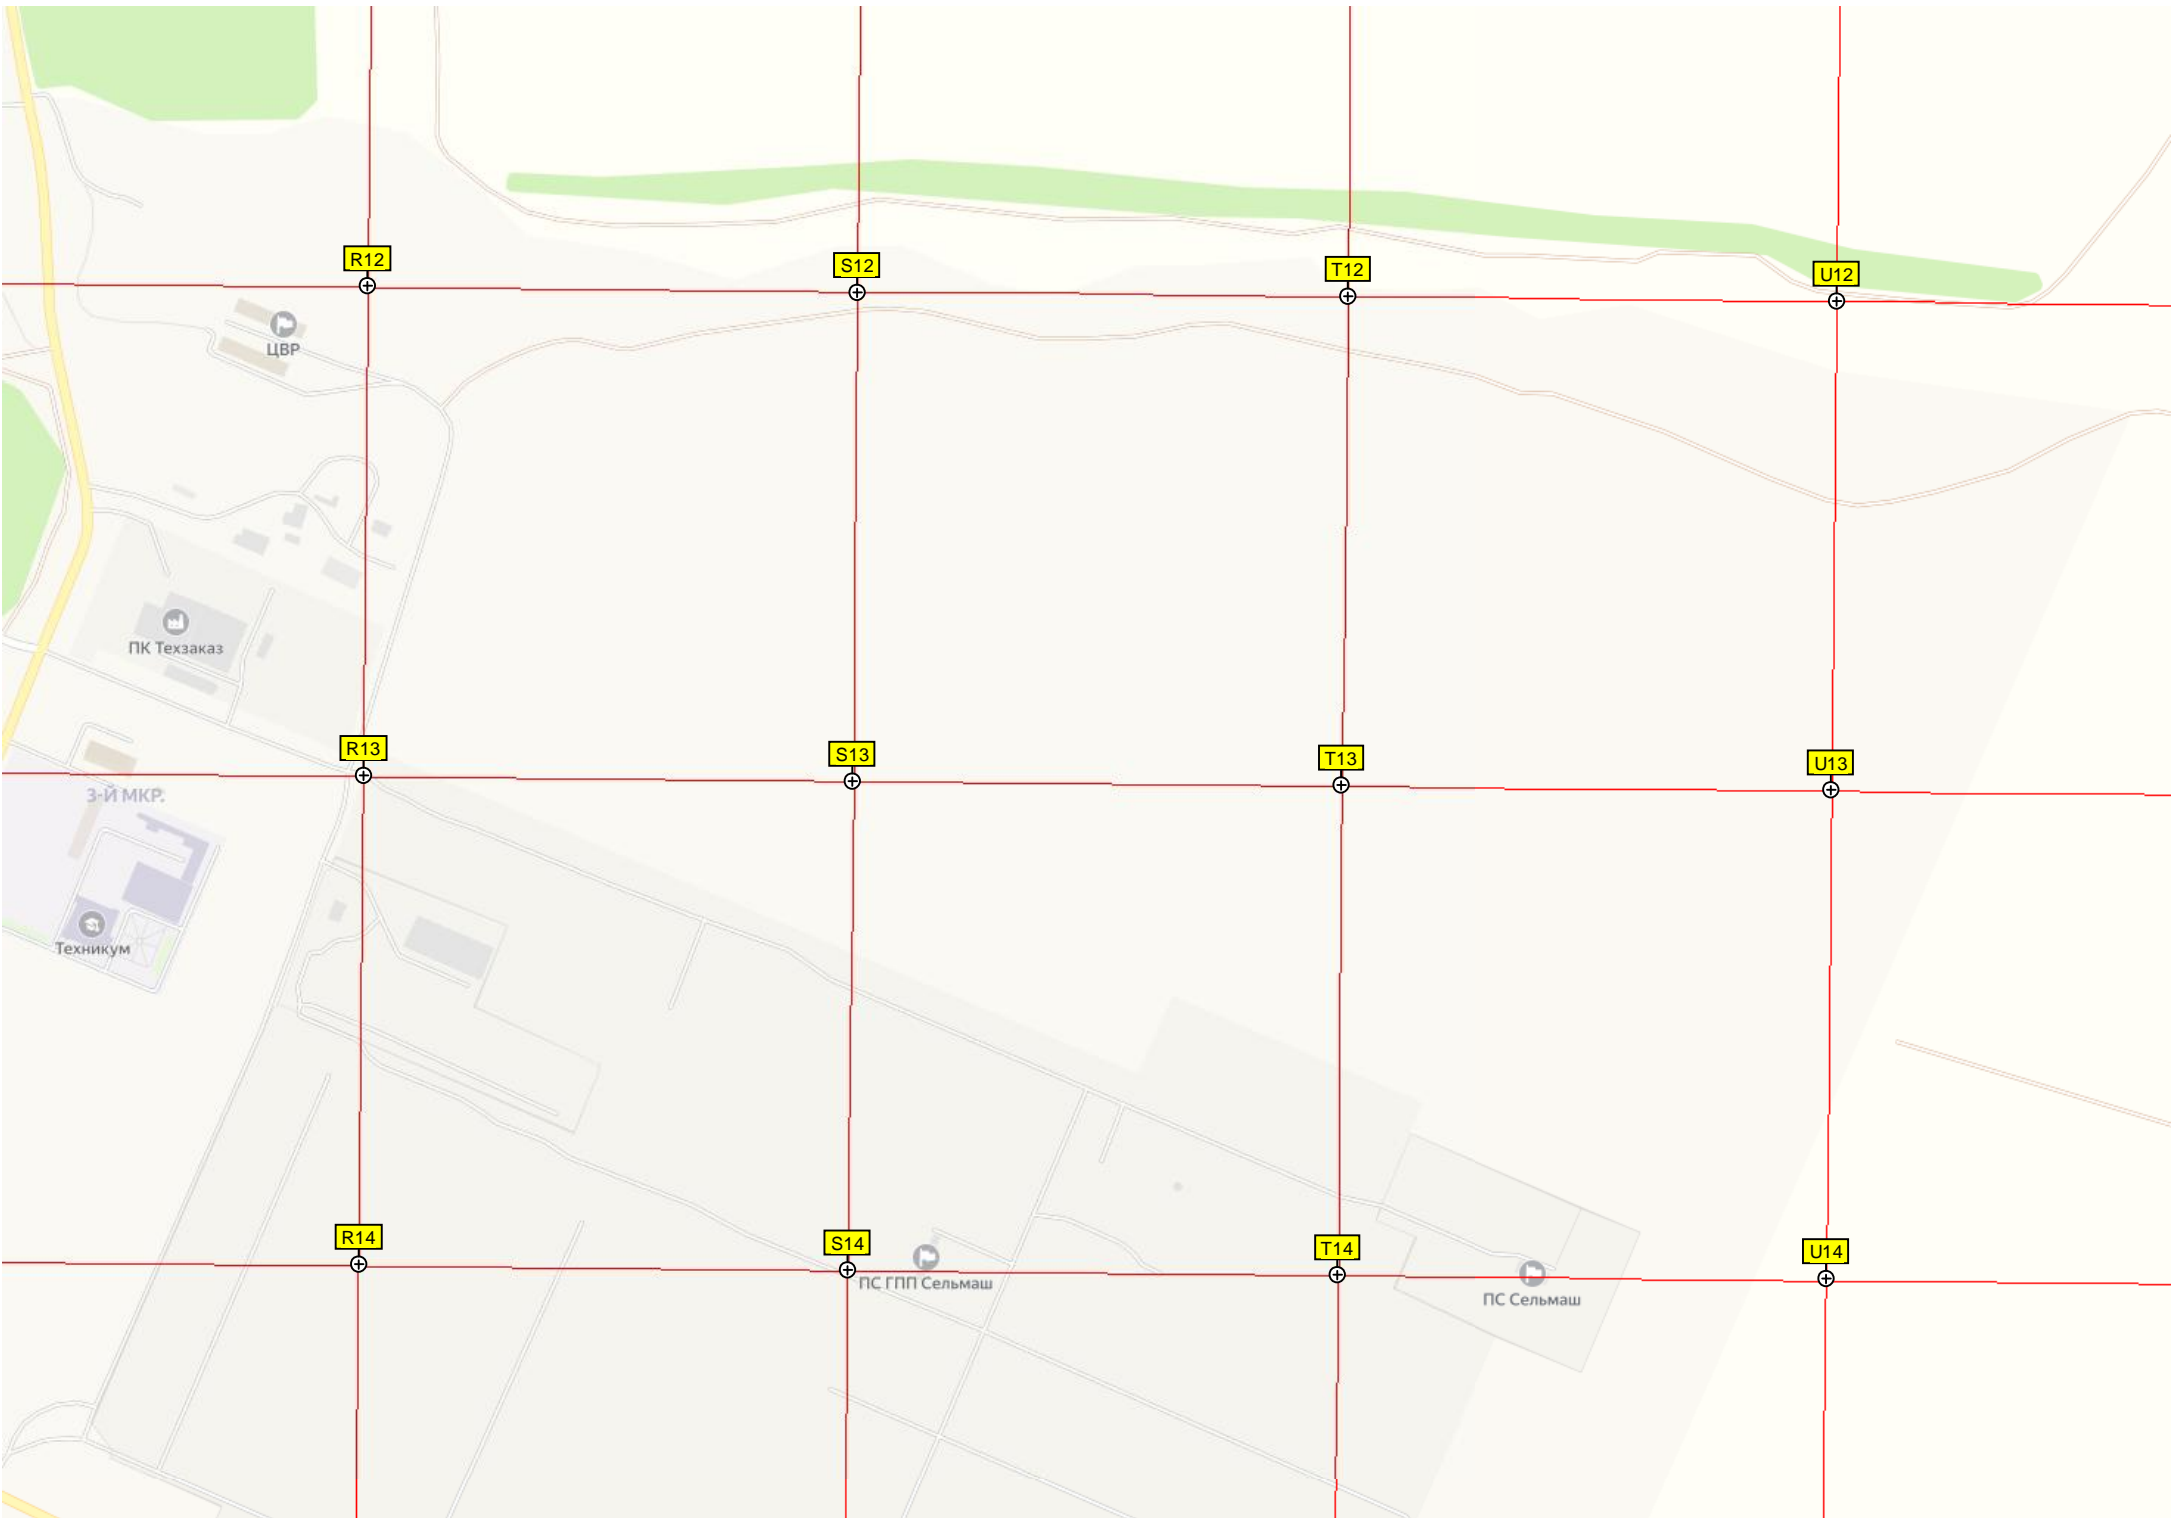 R12
S12
T12
U12
ЦВР
ПК Техзаказ
R13
S13
T13
U13
3-Й МКР.
Техникум
R14
S14
T14
U14
ПС ГПП Сельмаш
ПС Сельмаш